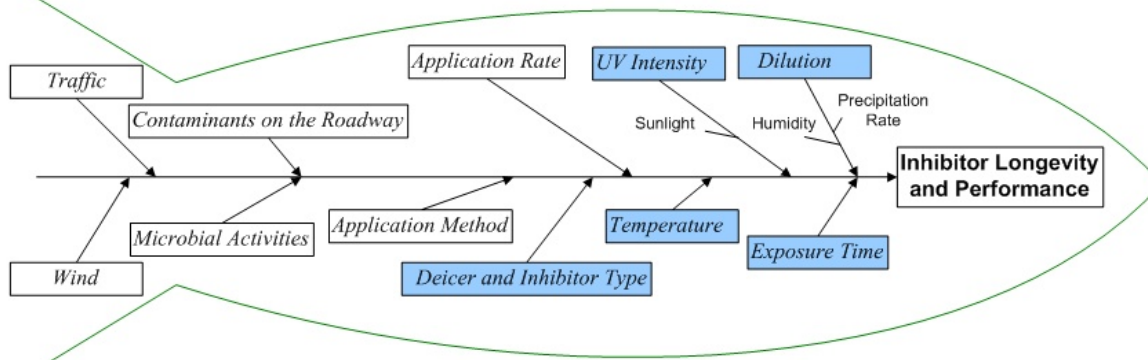 Application Rate
UV Intensity
Dilution
Traffic
Contaminants on the Roadway
Sunlight
Humidity
Precipitation
Rate
Inhibitor Longevity
and Performance
Microbial Activities
Application Method
Temperature
Exposure Time
Wind
Deicer and Inhibitor Type